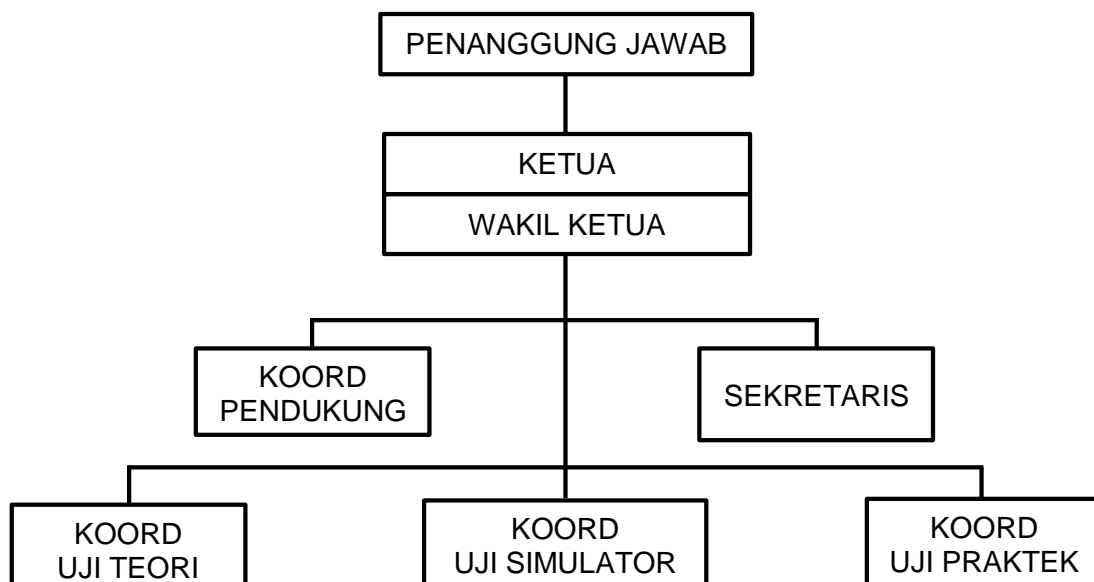 PENANGGUNG JAWAB
KETUA
WAKIL KETUA
KOORD
PENDUKUNG
SEKRETARIS
KOORD
UJI TEORI
KOORD
UJI SIMULATOR
KOORD
UJI PRAKTEK